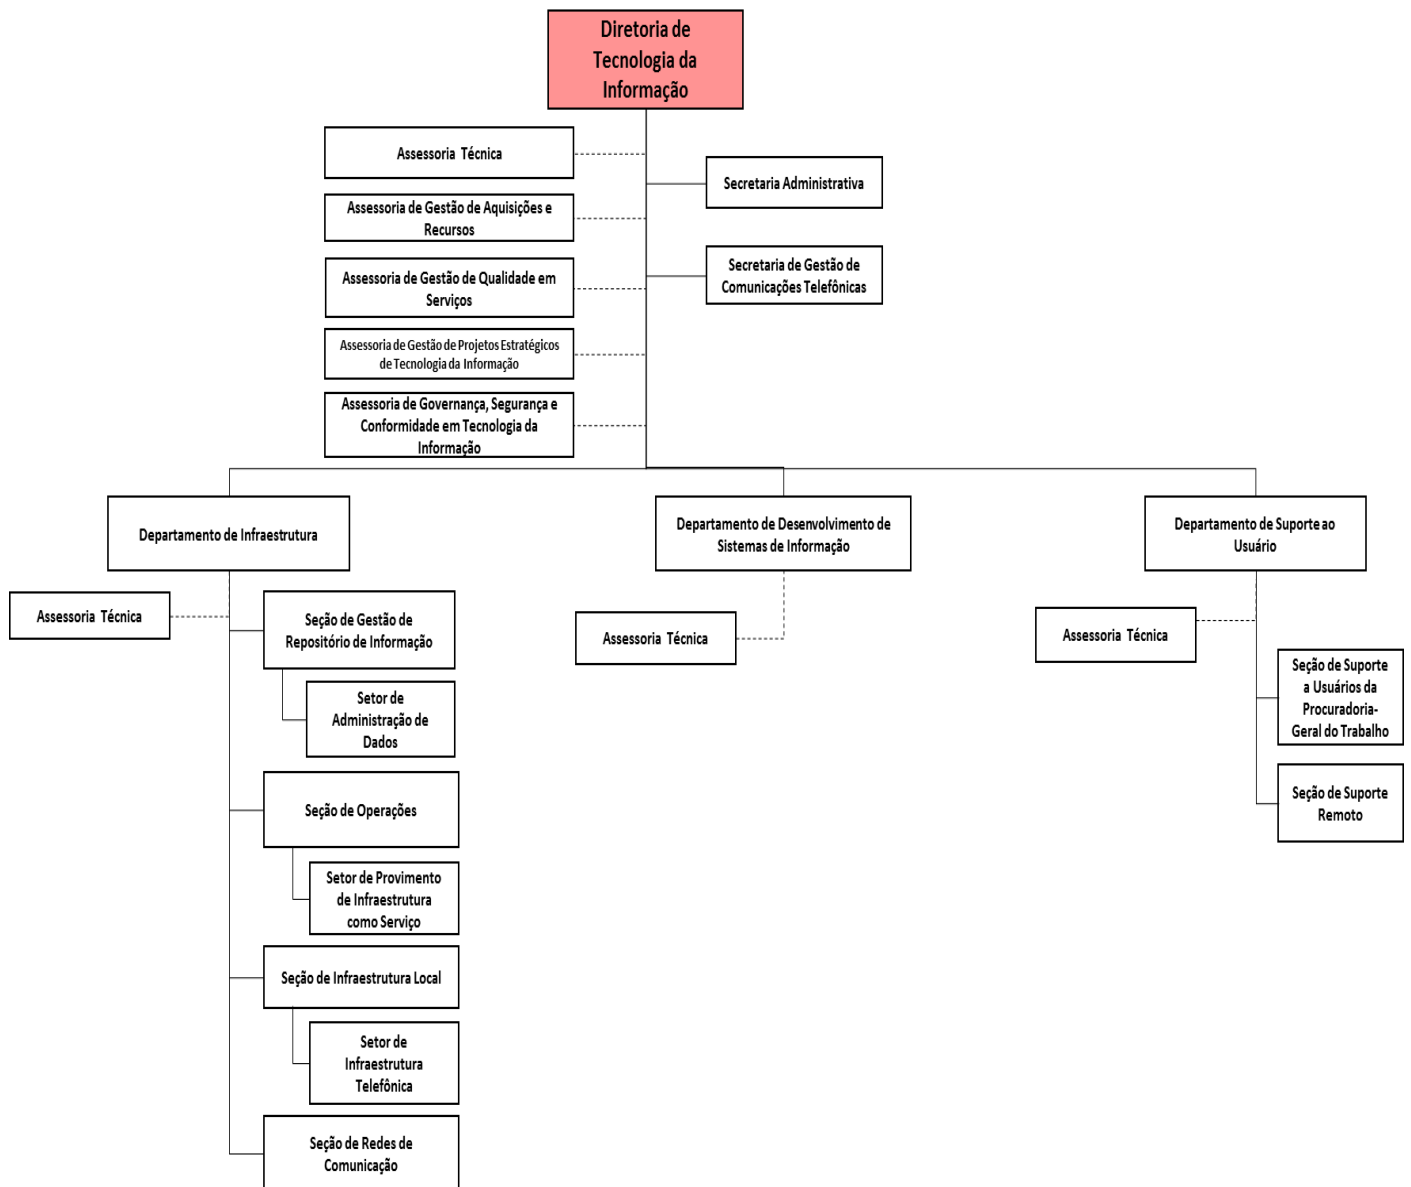 Diretoria de
Tecnologia da
Informação
Assessoria Técnica
Secretaria Administrativa
Assessoria de Gestão de Aquisições e
Recursos
Secretaria de Gestão de
Comunicações Telefônicas
Assessoria de Gestão de Qualidade em
Serviços
Assessoria de Gestão de Projetos Estratégicos
de Tecnologia da Informação
Assessoria de Governança, Segurança e
Conformidade em Tecnologia da
Informação
Departamento de Infraestrutura
Departamento de Desenvolvimento de
Sistemas de Informação
Departamento de Suporte ao
Usuário
Assessoria Técnica
Seção de Gestão de
Repositório de Informação
Setor de
Administração de
Dados
Seção de Operações
Setor de Provimento
de Infraestrutura
como Serviço
Seção de Infraestrutura Local
Setor de
Infraestrutura
Telefônica
Seção de Redes de
Comunicação
Assessoria Técnica
Assessoria Técnica
Seção de Suporte
a Usuários da
Procuradoria-
Geral do Trabalho
Seção de Suporte
Remoto